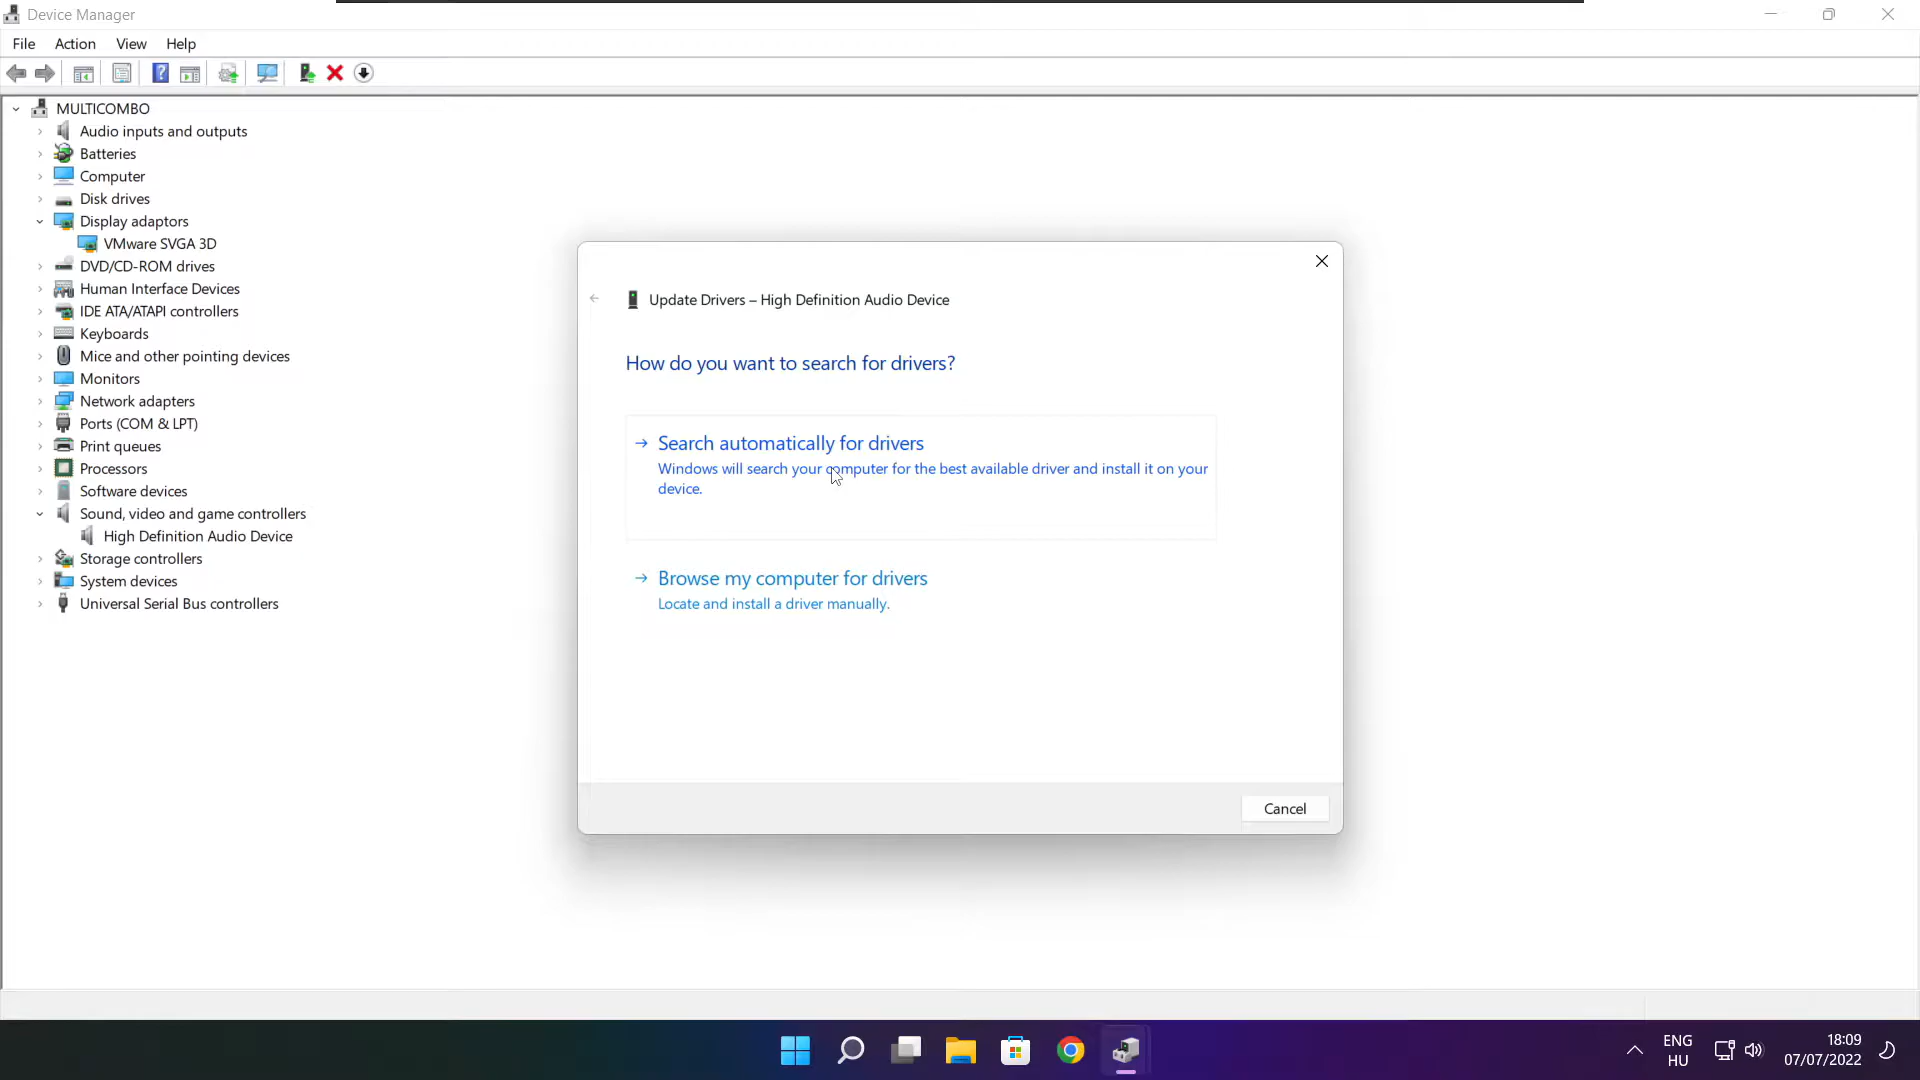 Device Manager
File Action View Help
MULTICOMBO
Audio inputs and outputs
Batteries
Computer
Disk drives
Display adaptors
VMware SVGA 3D
DVD/CD-ROM drives
Human Interface Devices
IDE ATA/ATAPI controllers
Keyboards
Mice and other pointing devices
Monitors
Network adapters
Ports (COM & LPT)
Print queues
Processors
Software devices
Sound, video and game controllers
High Definition Audio Device
Storage controllers
System devices
Universal Serial Bus controllers
Update Drivers – High Definition Audio Device
How do you want to search for drivers?
Search automatically for drivers
Windows will search your computer for the best available driver and install it on your
device.
Browse my computer for drivers
Locate and install a driver manually.
Cancel
ENG
HU
18:09
07/07/2022